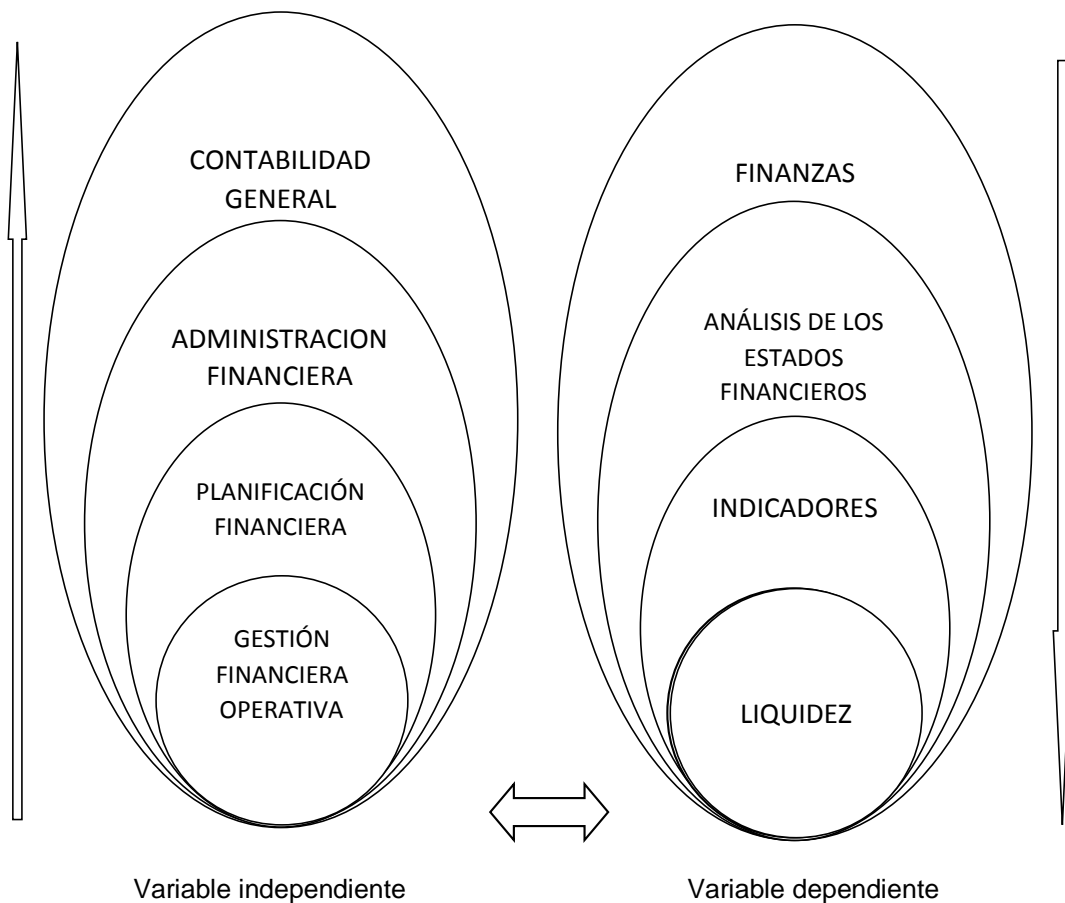 CONTABILIDAD
GENERAL
ADMINISTRACION
FINANCIERA
PLANIFICACIÓN
FINANCIERA
GESTIÓN
FINANCIERA
OPERATIVA
Variable independiente
FINANZAS
ANÁLISIS DE LOS
ESTADOS
FINANCIEROS
INDICADORES
LIQUIDEZ
Variable dependiente